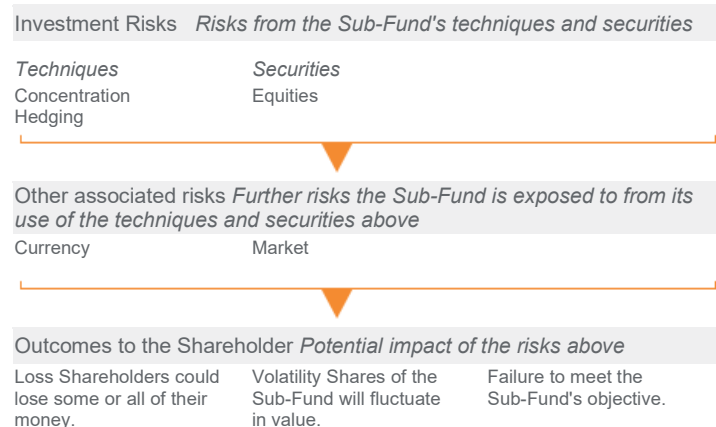 Investment Risks Risks from the Sub-Fund's techniques and securities
Techniques Securities
Concentration Equities
Hedging
Other associated risks Further risks the Sub-Fund is exposed to from its
use of the techniques and securities above
Currency Market
Outcomes to the Shareholder Potential impact of the risks above
Loss Shareholders could
lose some or all of their
money.
Volatility Shares of the
Sub-Fund will fluctuate
in value.
Failure to meet the
Sub-Fund's objective.